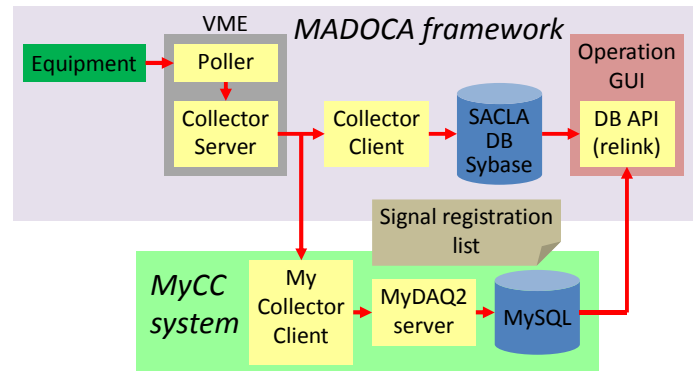 VME
MADOCA framework
Equipment
Poller
Collector
Server
Collector
Client
SACLA
DB
Sybase
Operation
GUI
DB API
(relink)
Signal registration
list
MyCC
system
My
Collector
Client
MyDAQ2
server
MySQL